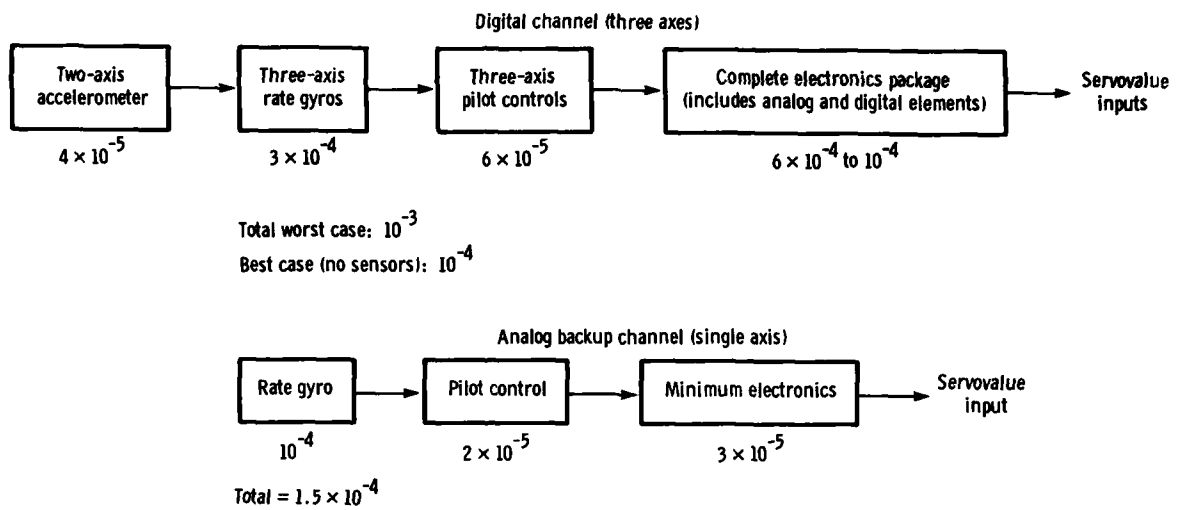 Digital channel (three axes)
Two-axis
accelerometer
Three-axis
rate gyros
Three-axis
pilot controls
Complete electronics package
(includes analog and digital elements)
Servovalue
inputs
4 × 10⁻⁵
3 × 10⁻⁴
6 × 10⁻⁵
6 × 10⁻⁴ to 10⁻⁴
Total worst case: 10⁻³
Best case (no sensors): 10⁻⁴
Analog backup channel (single axis)
Rate gyro
Pilot control
Minimum electronics
Servovalue
input
10⁻⁴
2 × 10⁻⁵
3 × 10⁻⁵
Total = 1.5 × 10⁻⁴